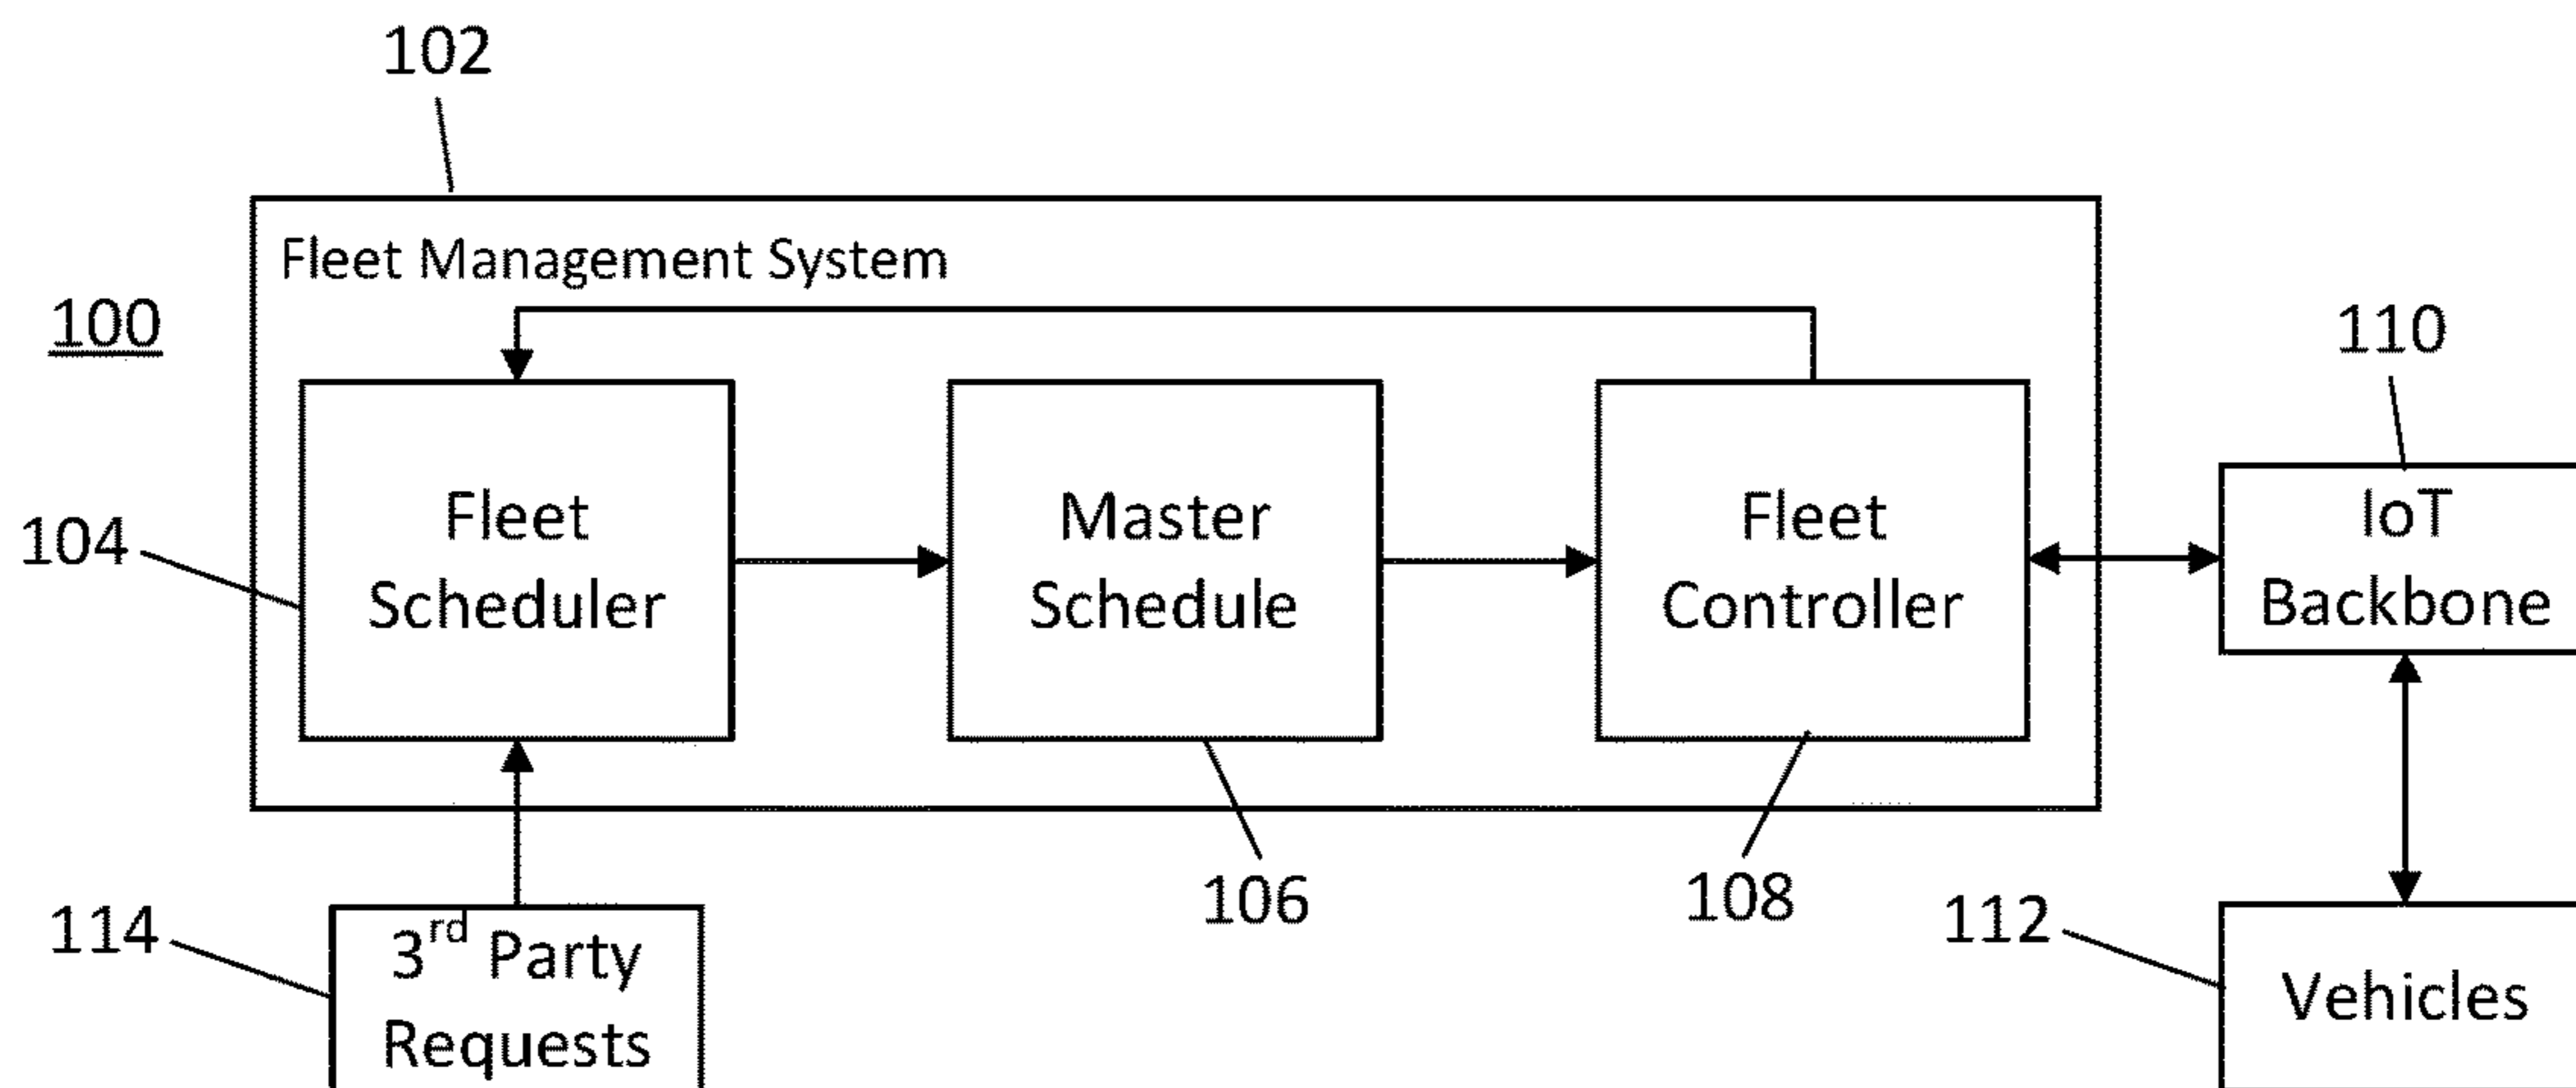 102
Fleet Management System
100
110
Fleet
Scheduler
Master
Schedule
Fleet
Controller
IoT
Backbone
104
106
108
114
3rd Party
Requests
112
Vehicles